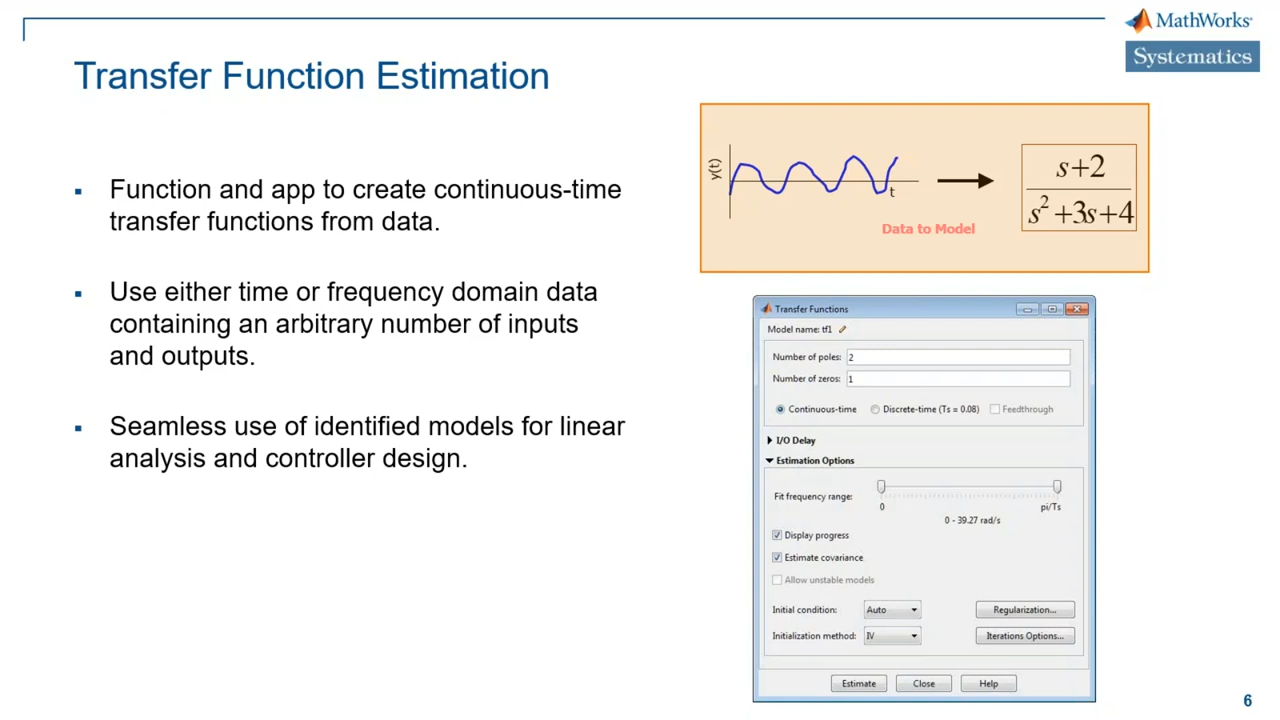 MathWorks
Systematics
Transfer Function Estimation
▪ Function and app to create continuous-time
transfer functions from data.
▪ Use either time or frequency domain data
containing an arbitrary number of inputs
and outputs.
▪ Seamless use of identified models for linear
analysis and controller design.
y(t)
t
Data to Model
s+2
s²+3s+4
Transfer Functions
Model name: tf1
Number of poles: 2
Number of zeros: 1
Continuous-time Discrete-time (Ts = 0.08) Feedthrough
I/O Delay
Estimation Options
Fit frequency range:
0 pi/Ts
0 - 39.27 rad/s
Display progress
Estimate covariance
Allow unstable models
Initial condition: Auto Regularization...
Initialization method: IV Iterations Options...
Estimate Close Help
6